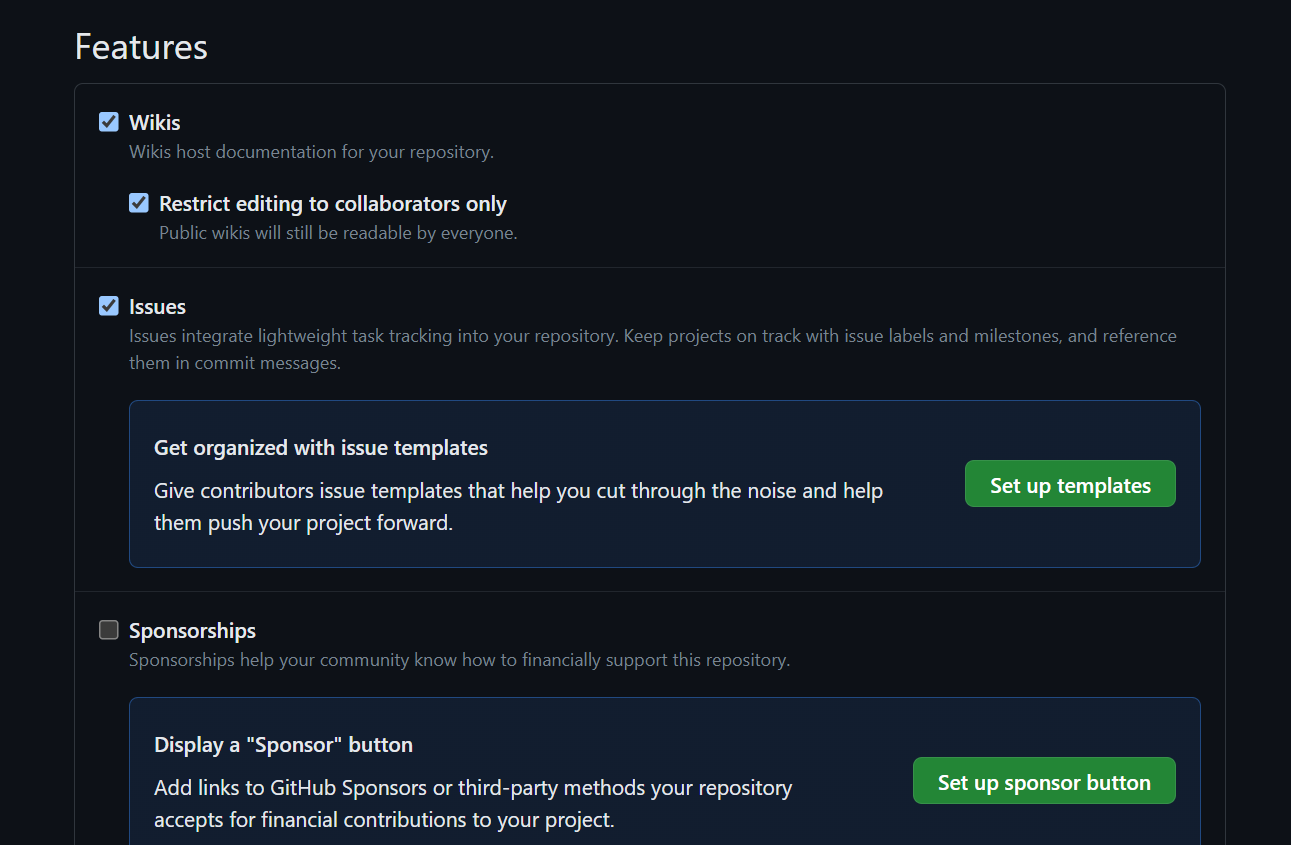 Features
Wikis
Wikis host documentation for your repository.
Restrict editing to collaborators only
Public wikis will still be readable by everyone.
Issues
Issues integrate lightweight task tracking into your repository. Keep projects on track with issue labels and milestones, and reference
them in commit messages.
Get organized with issue templates
Give contributors issue templates that help you cut through the noise and help
them push your project forward.
Set up templates
Sponsorships
Sponsorships help your community know how to financially support this repository.
Display a "Sponsor" button
Add links to GitHub Sponsors or third-party methods your repository
accepts for financial contributions to your project.
Set up sponsor button